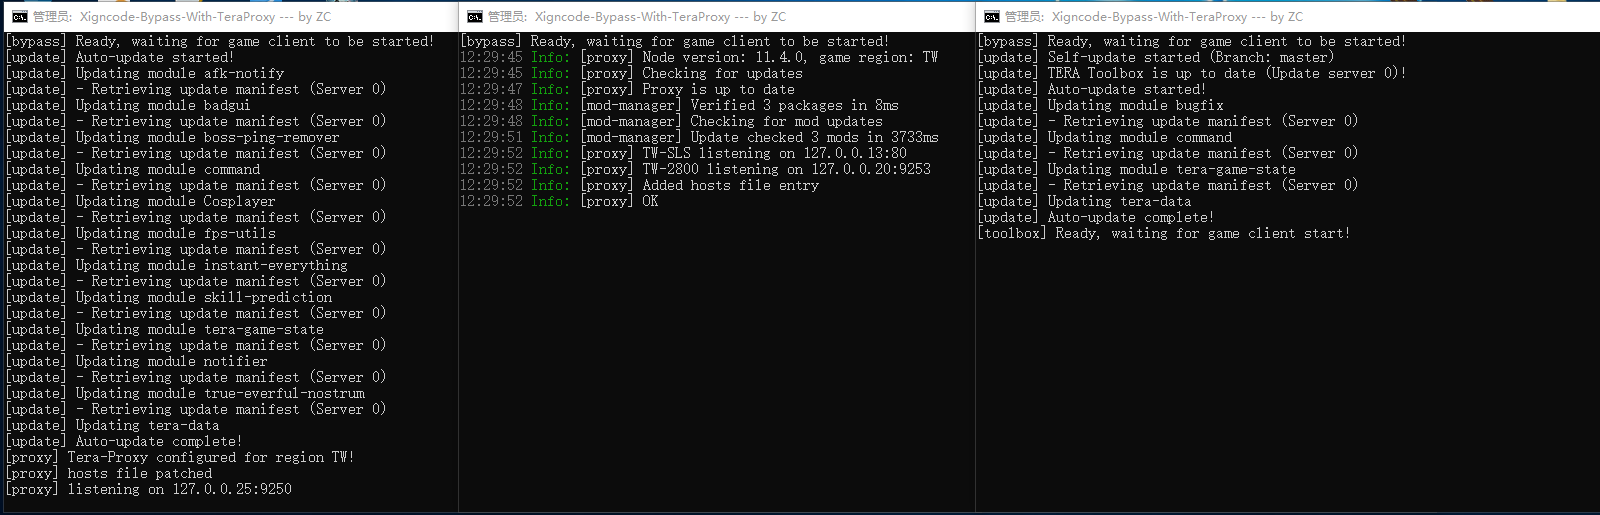 管理员: Xigncode-Bypass-With-TeraProxy --- by ZC
[bypass] Ready, waiting for game client to be started!
[update] Auto-update started!
[update] Updating module afk-notify
[update] - Retrieving update manifest (Server 0)
[update] Updating module badgui
[update] - Retrieving update manifest (Server 0)
[update] Updating module boss-ping-remover
[update] - Retrieving update manifest (Server 0)
[update] Updating module command
[update] - Retrieving update manifest (Server 0)
[update] Updating module Cosplayer
[update] - Retrieving update manifest (Server 0)
[update] Updating module fps-utils
[update] - Retrieving update manifest (Server 0)
[update] Updating module instant-everything
[update] - Retrieving update manifest (Server 0)
[update] Updating module skill-prediction
[update] - Retrieving update manifest (Server 0)
[update] Updating module tera-game-state
[update] - Retrieving update manifest (Server 0)
[update] Updating module notifier
[update] - Retrieving update manifest (Server 0)
[update] Updating module true-everful-nostrum
[update] - Retrieving update manifest (Server 0)
[update] Updating tera-data
[update] Auto-update complete!
[proxy] Tera-Proxy configured for region TW!
[proxy] hosts file patched
[proxy] listening on 127.0.0.25:9250
管理员: Xigncode-Bypass-With-TeraProxy --- by ZC
[bypass] Ready, waiting for game client to be started!
12:29:45 Info: [proxy] Node version: 11.4.0, game region: TW
12:29:45 Info: [proxy] Checking for updates
12:29:47 Info: [proxy] Proxy is up to date
12:29:48 Info: [mod-manager] Verified 3 packages in 8ms
12:29:48 Info: [mod-manager] Checking for mod updates
12:29:51 Info: [mod-manager] Update checked 3 mods in 3733ms
12:29:52 Info: [proxy] TW-SLS listening on 127.0.0.13:80
12:29:52 Info: [proxy] TW-2800 listening on 127.0.0.20:9253
12:29:52 Info: [proxy] Added hosts file entry
12:29:52 Info: [proxy] OK
管理员: Xigncode-Bypass-With-TeraProxy --- by ZC
[bypass] Ready, waiting for game client to be started!
[update] Self-update started (Branch: master)
[update] TERA Toolbox is up to date (Update server 0)!
[update] Auto-update started!
[update] Updating module bugfix
[update] - Retrieving update manifest (Server 0)
[update] Updating module command
[update] - Retrieving update manifest (Server 0)
[update] Updating module tera-game-state
[update] - Retrieving update manifest (Server 0)
[update] Updating tera-data
[update] Auto-update complete!
[toolbox] Ready, waiting for game client start!